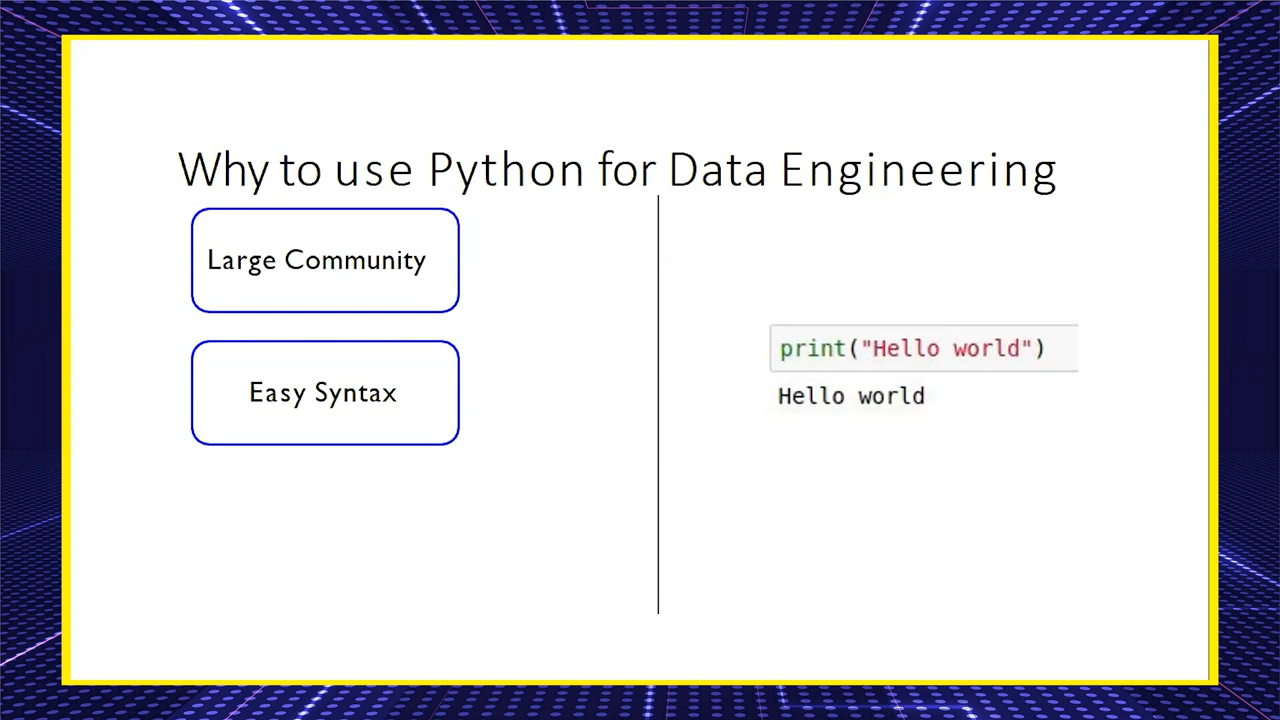 Why to use Python for Data Engineering
Large Community
Easy Syntax
print("Hello world")
Hello world